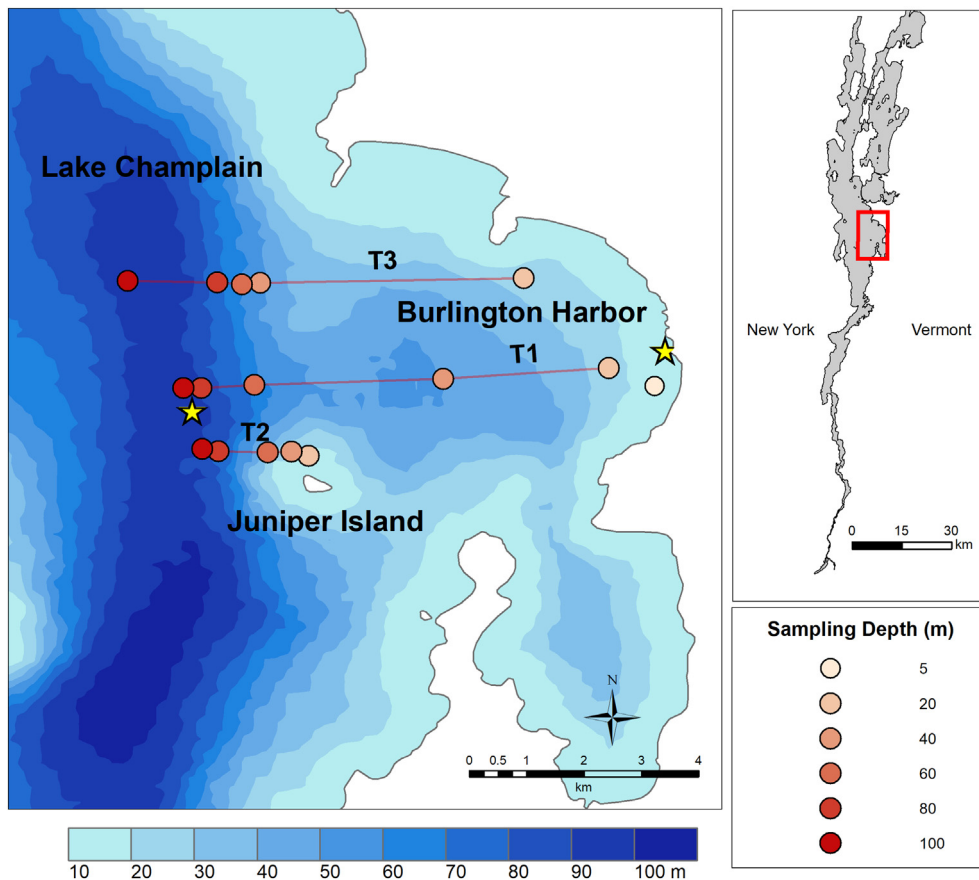 Lake Champlain
T3
Burlington Harbor
T1
T2
Juniper Island
N
0 0.5 1 2 3 4
km
10 20 30 40 50 60 70 80 90 100 m
New York
Vermont
0 15 30
km
Sampling Depth (m)
5
20
40
60
80
100